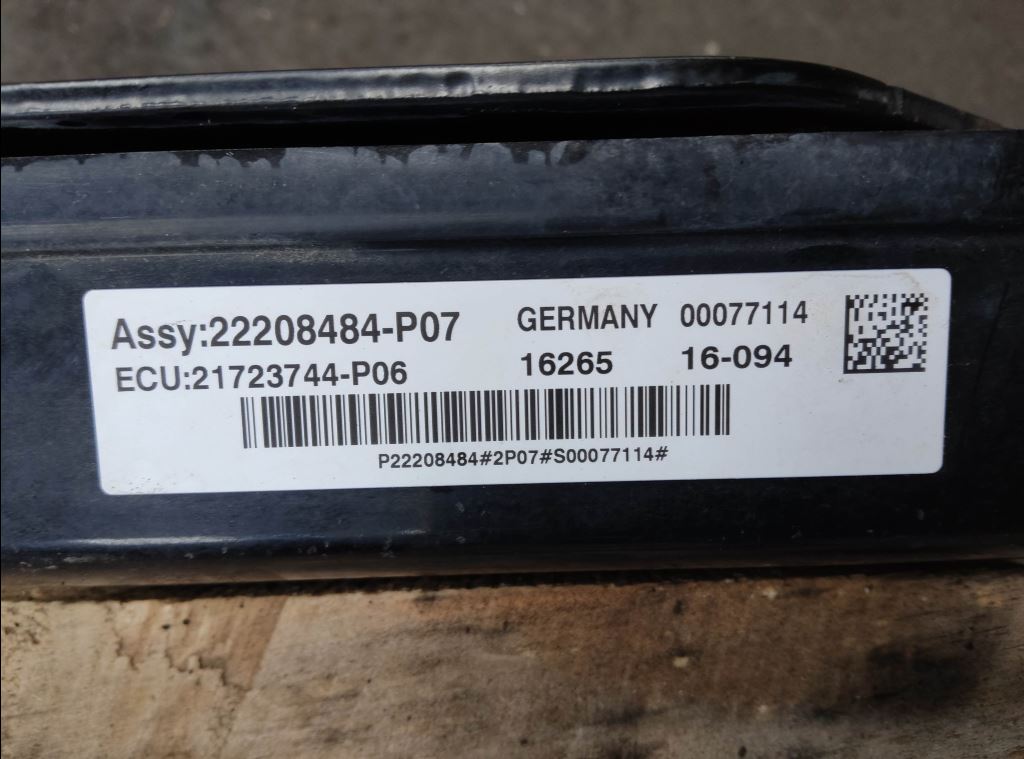 Assy:22208484-P07 GERMANY 00077114
ECU:21723744-P06 16265 16-094
P22208484#2P07#S00077114#